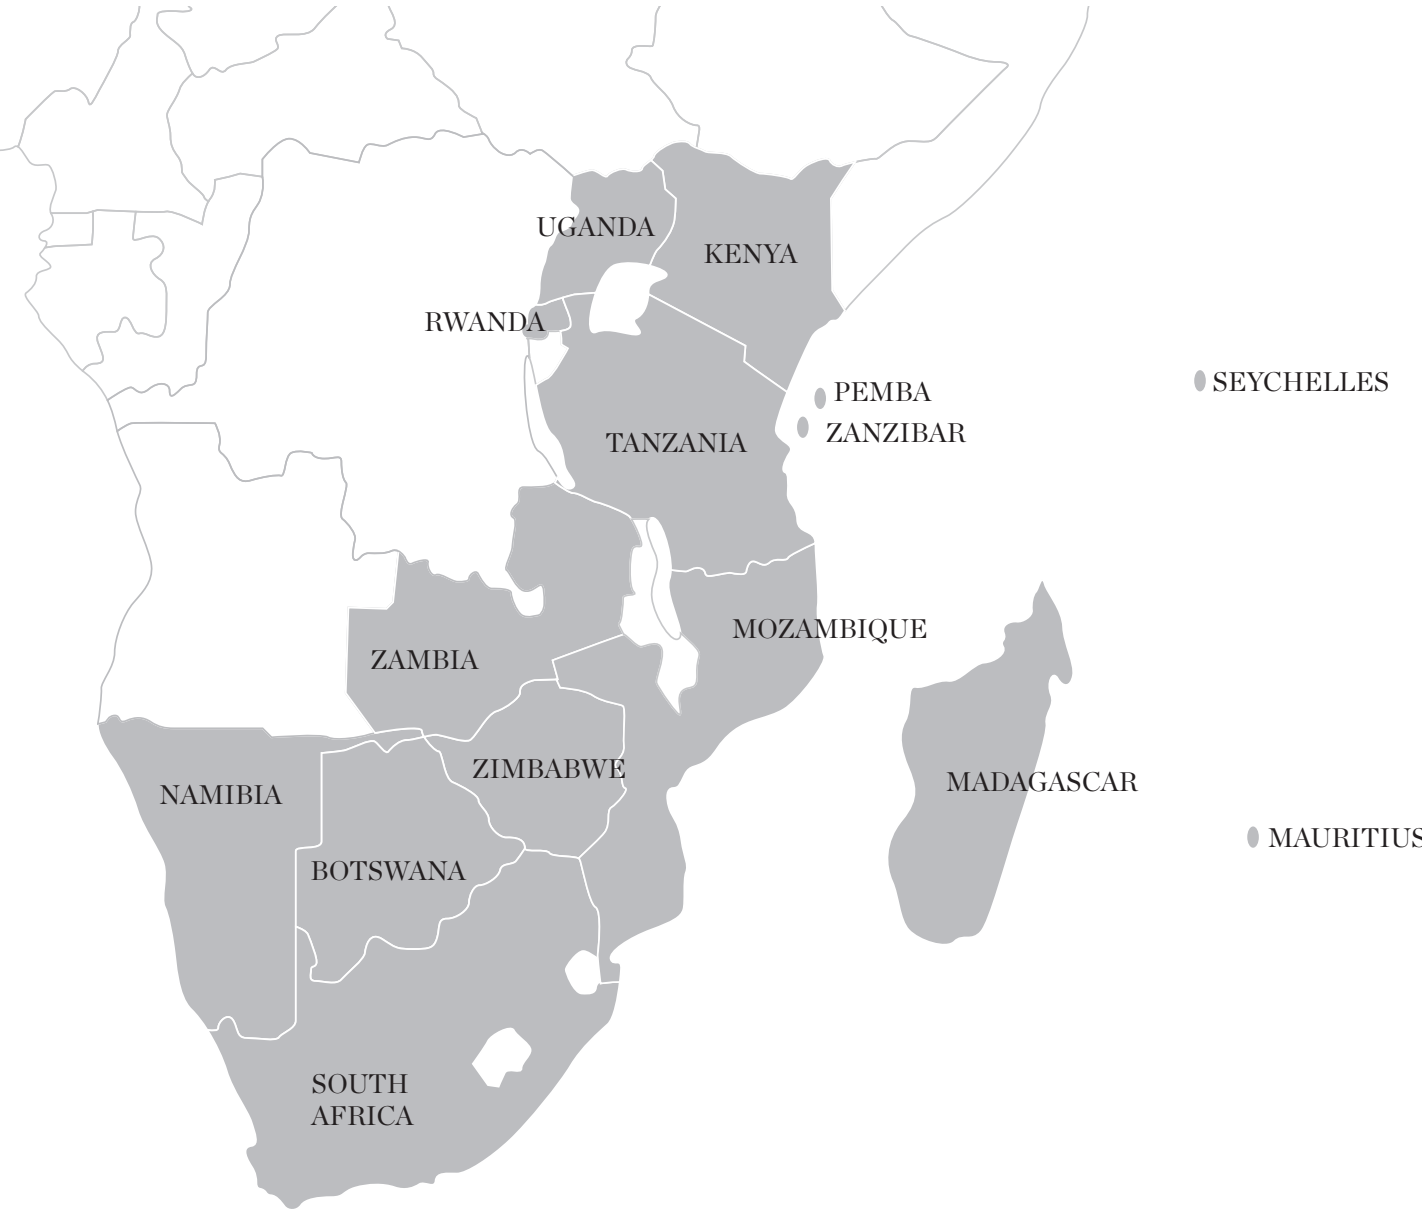 UGANDA
KENYA
RWANDA
SEYCHELLES
PEMBA
ZANZIBAR
TANZANIA
MOZAMBIQUE
ZAMBIA
ZIMBABWE
MADAGASCAR
NAMIBIA
MAURITIUS
BOTSWANA
SOUTH
AFRICA